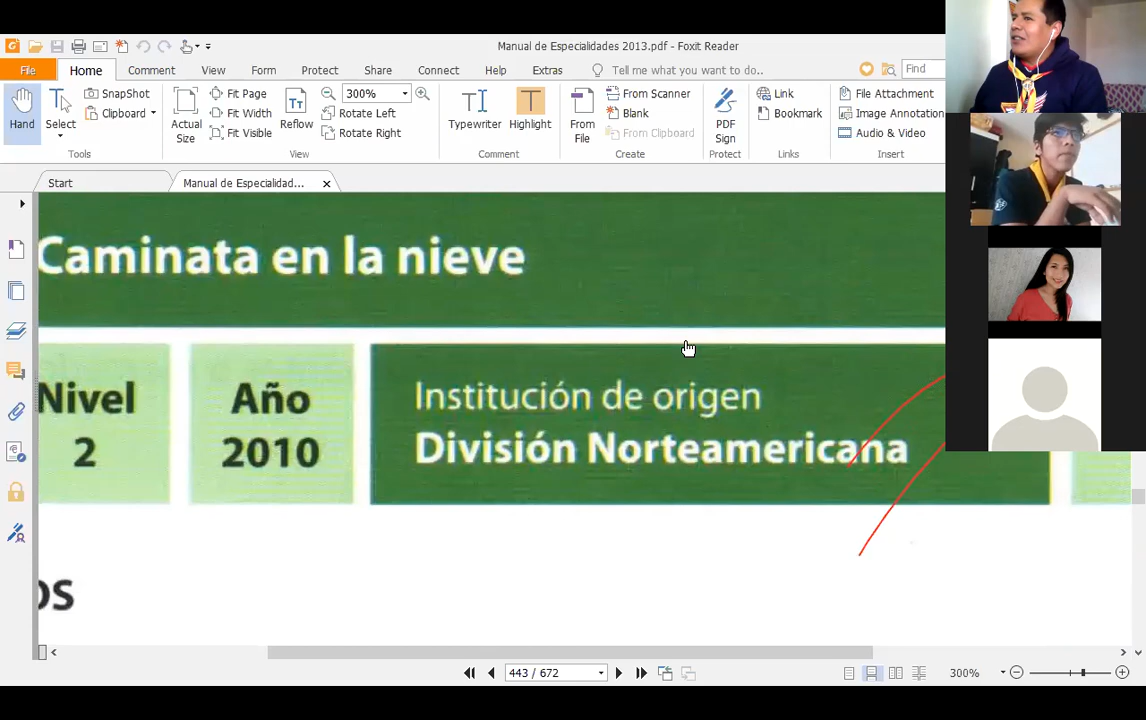 Manual de Especialidades 2013.pdf - Foxit Reader
File Home Comment View Form Protect Share Connect Help Extras Tell me what you want to do.. Find
SnapShot Fit Page 300% From Scanner Link File Attachment
Clipboard Fit Width Rotate Left Blank Bookmark Image Annotation
Hand Select Actual Size Fit Visible Reflow Rotate Right Typewriter Highlight From File From Clipboard PDF Sign Audio & Video
Tools View Comment Create Protect Links Insert
Start Manual de Especialidad...
Caminata en la nieve
Nivel
2
Año
2010
Institución de origen
División Norteamericana
OS
443 / 672 300%